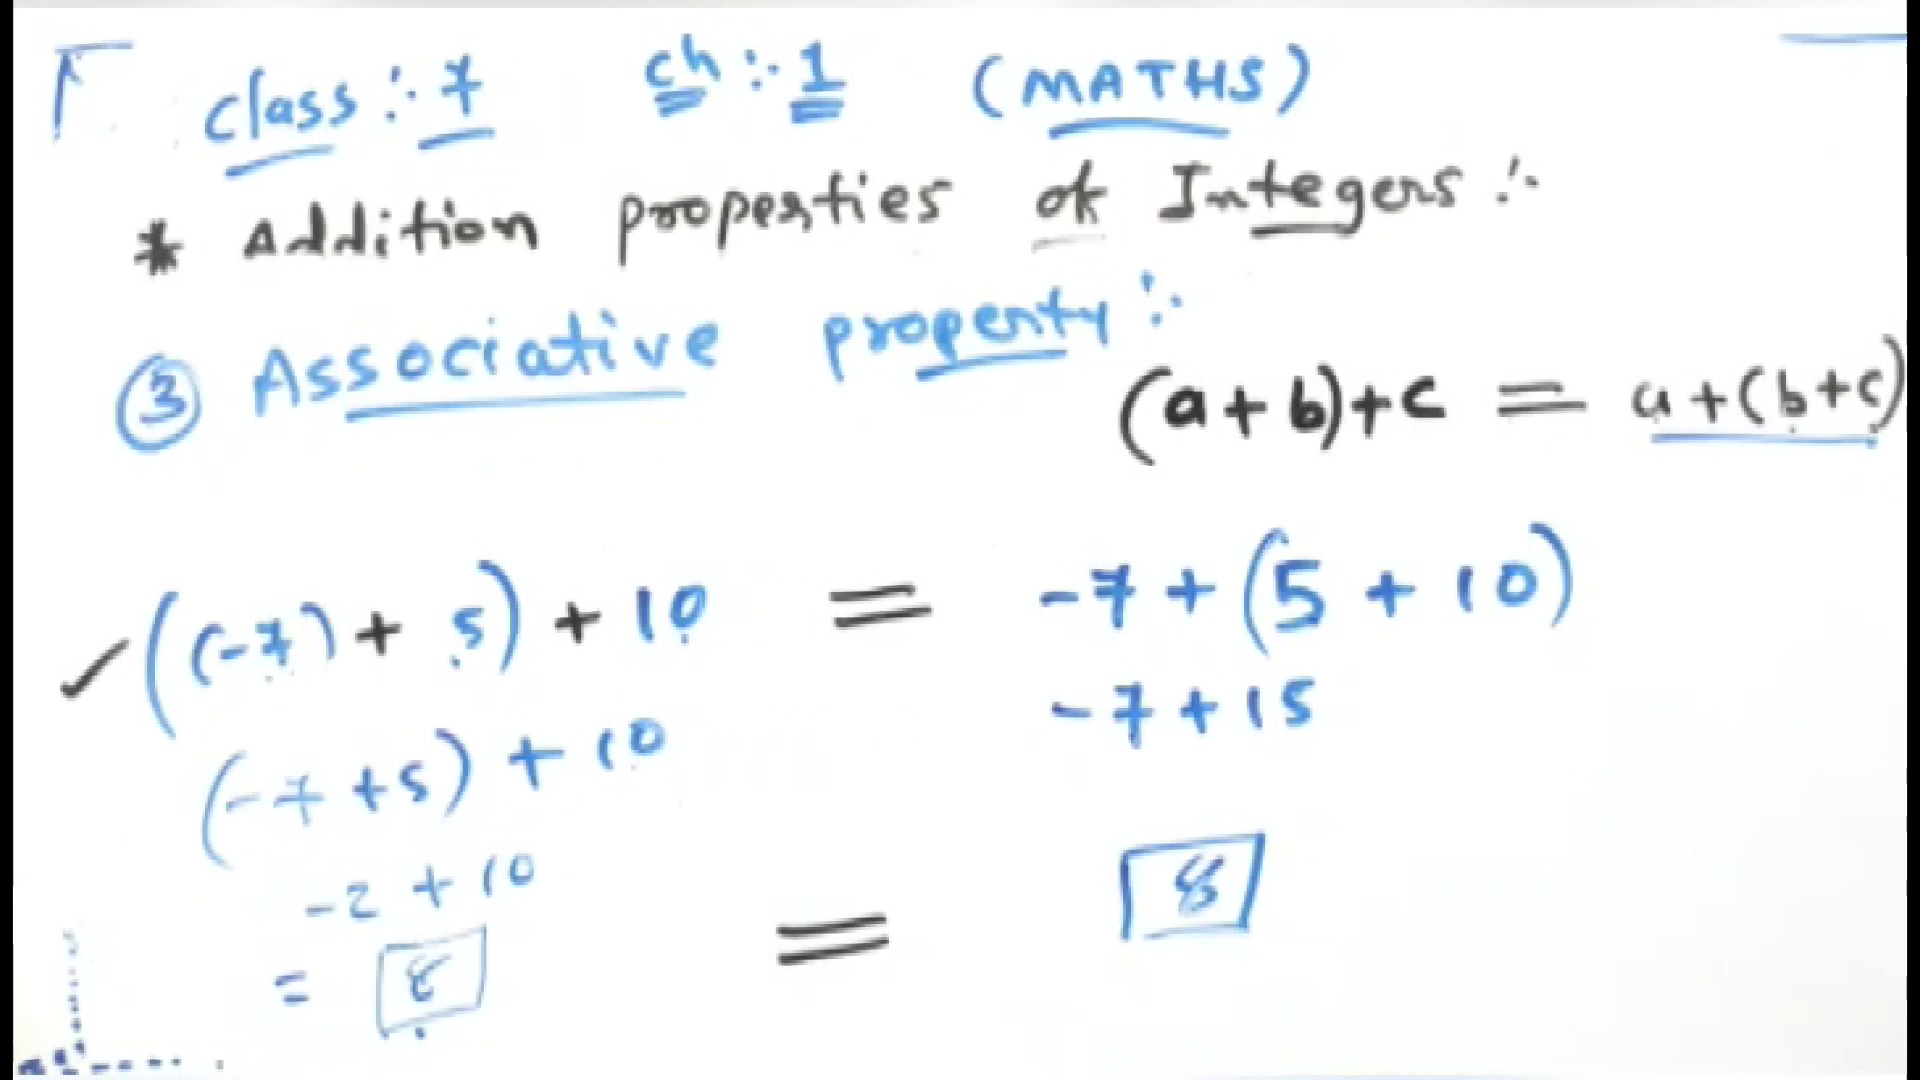 class:- 7 ch:- 1 (MATHS)
* Addition properties of Integers:-
③ Associative property:-
(a+b)+c = a+(b+c)
((-7)+ 5) + 10 = -7 + (5 + 10)
(-7 +5) + 10 -7 +15
-2 + 10
= 8 = 8